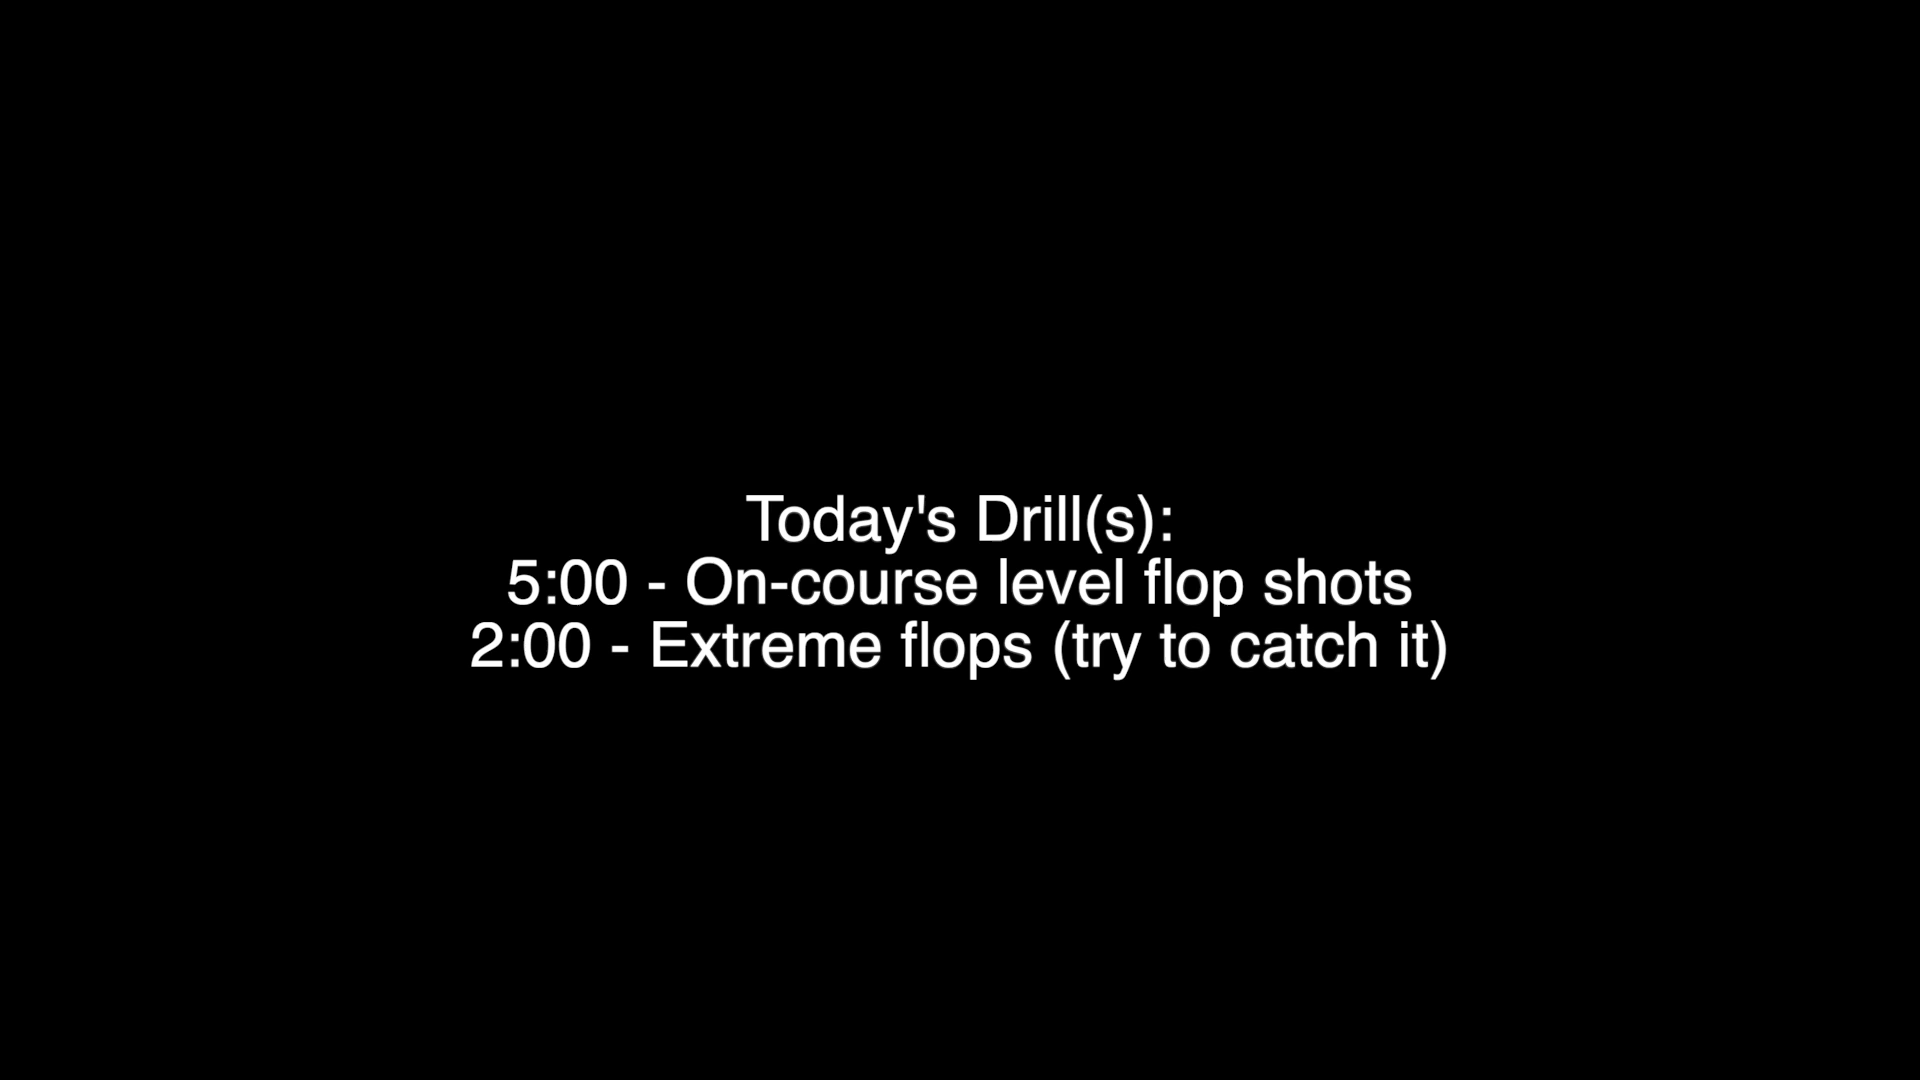 Today's Drill(s):
5:00 - On-course level flop shots
2:00 - Extreme flops (try to catch it)